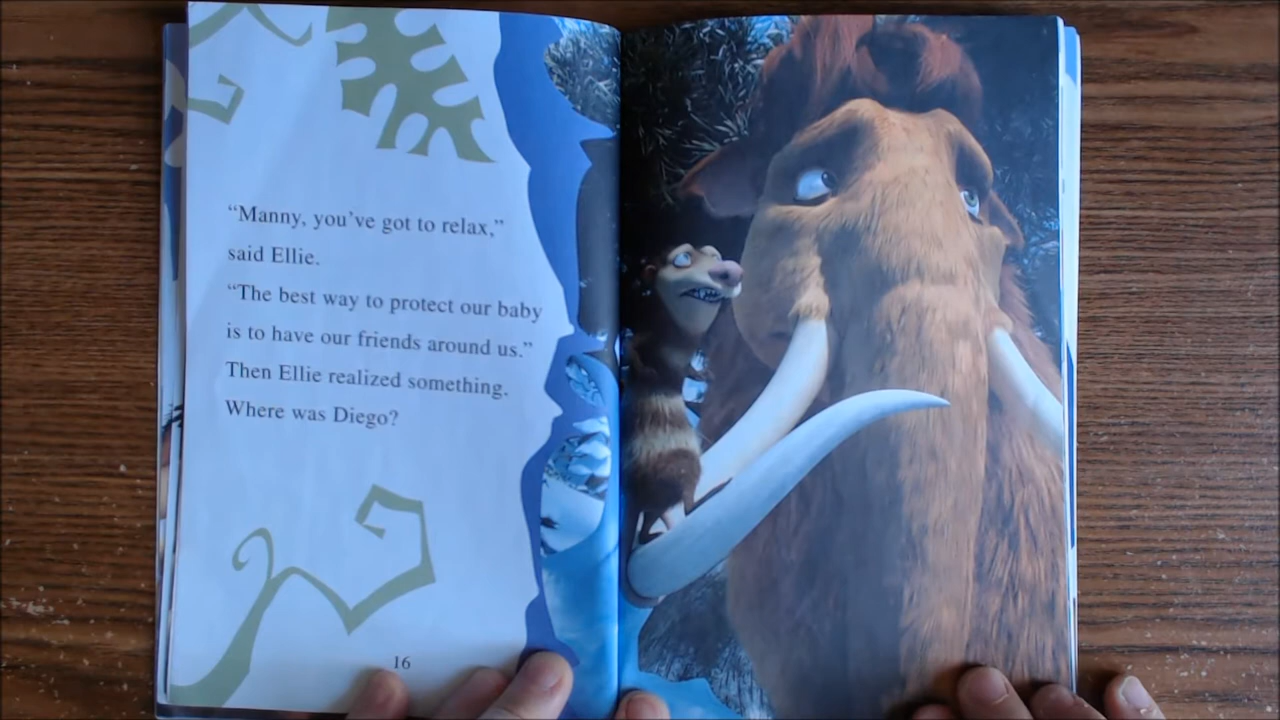 “Manny, you’ve got to relax,”
said Ellie.
“The best way to protect our baby
is to have our friends around us.”
Then Ellie realized something.
Where was Diego?
16